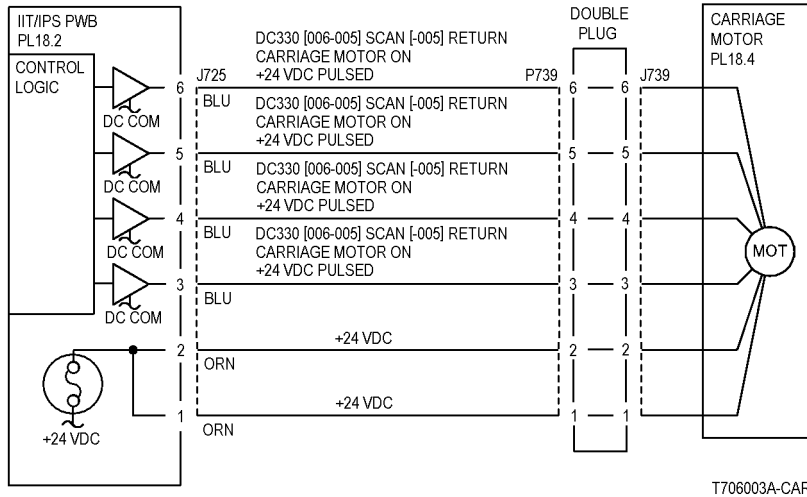 IIT/IPS PWB
PL18.2
CONTROL
LOGIC
DC COM
DC COM
DC COM
DC COM
+24 VDC
6
5
4
3
2
1
J725
BLU
BLU
BLU
BLU
ORN
ORN
DC330 [006-005] SCAN [-005] RETURN
CARRIAGE MOTOR ON
+24 VDC PULSED
DC330 [006-005] SCAN [-005] RETURN
CARRIAGE MOTOR ON
+24 VDC PULSED
DC330 [006-005] SCAN [-005] RETURN
CARRIAGE MOTOR ON
+24 VDC PULSED
DC330 [006-005] SCAN [-005] RETURN
CARRIAGE MOTOR ON
+24 VDC PULSED
+24 VDC
+24 VDC
P739
DOUBLE
PLUG
6 6
5 5
4 4
3 3
2 2
1 1
J739
CARRIAGE
MOTOR
PL18.4
MOT
T706003A-CAR